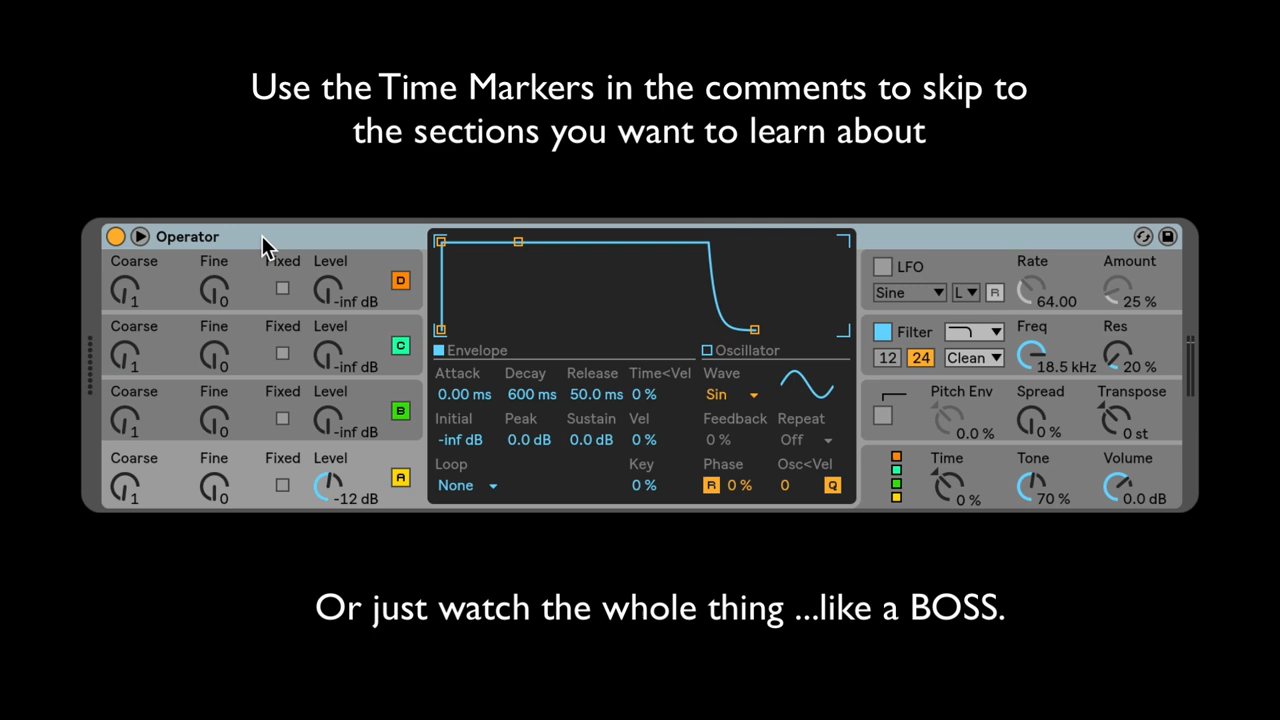 Use the Time Markers in the comments to skip to
the sections you want to learn about
Operator
Coarse Fine Fixed Level
1 0 -inf dB D
Coarse Fine Fixed Level
1 0 -inf dB C
Coarse Fine Fixed Level
1 0 -inf dB B
Coarse Fine Fixed Level
1 0 -12 dB A
Envelope Oscillator
Attack Decay Release Time<Vel Wave
0.00 ms 600 ms 50.0 ms 0 % Sin
Initial Peak Sustain Vel Feedback Repeat
-inf dB 0.0 dB 0.0 dB 0 % 0 % Off
Loop Key Phase Osc<Vel
None 0 % R 0 % 0 Q
LFO Rate Amount
Sine L R 64.00 25 %
Filter Freq Res
12 24 Clean 18.5 kHz 20 %
Pitch Env Spread Transpose
0.0 % 0 % 0 st
Time Tone Volume
0 % 70 % 0.0 dB
Or just watch the whole thing ...like a BOSS.